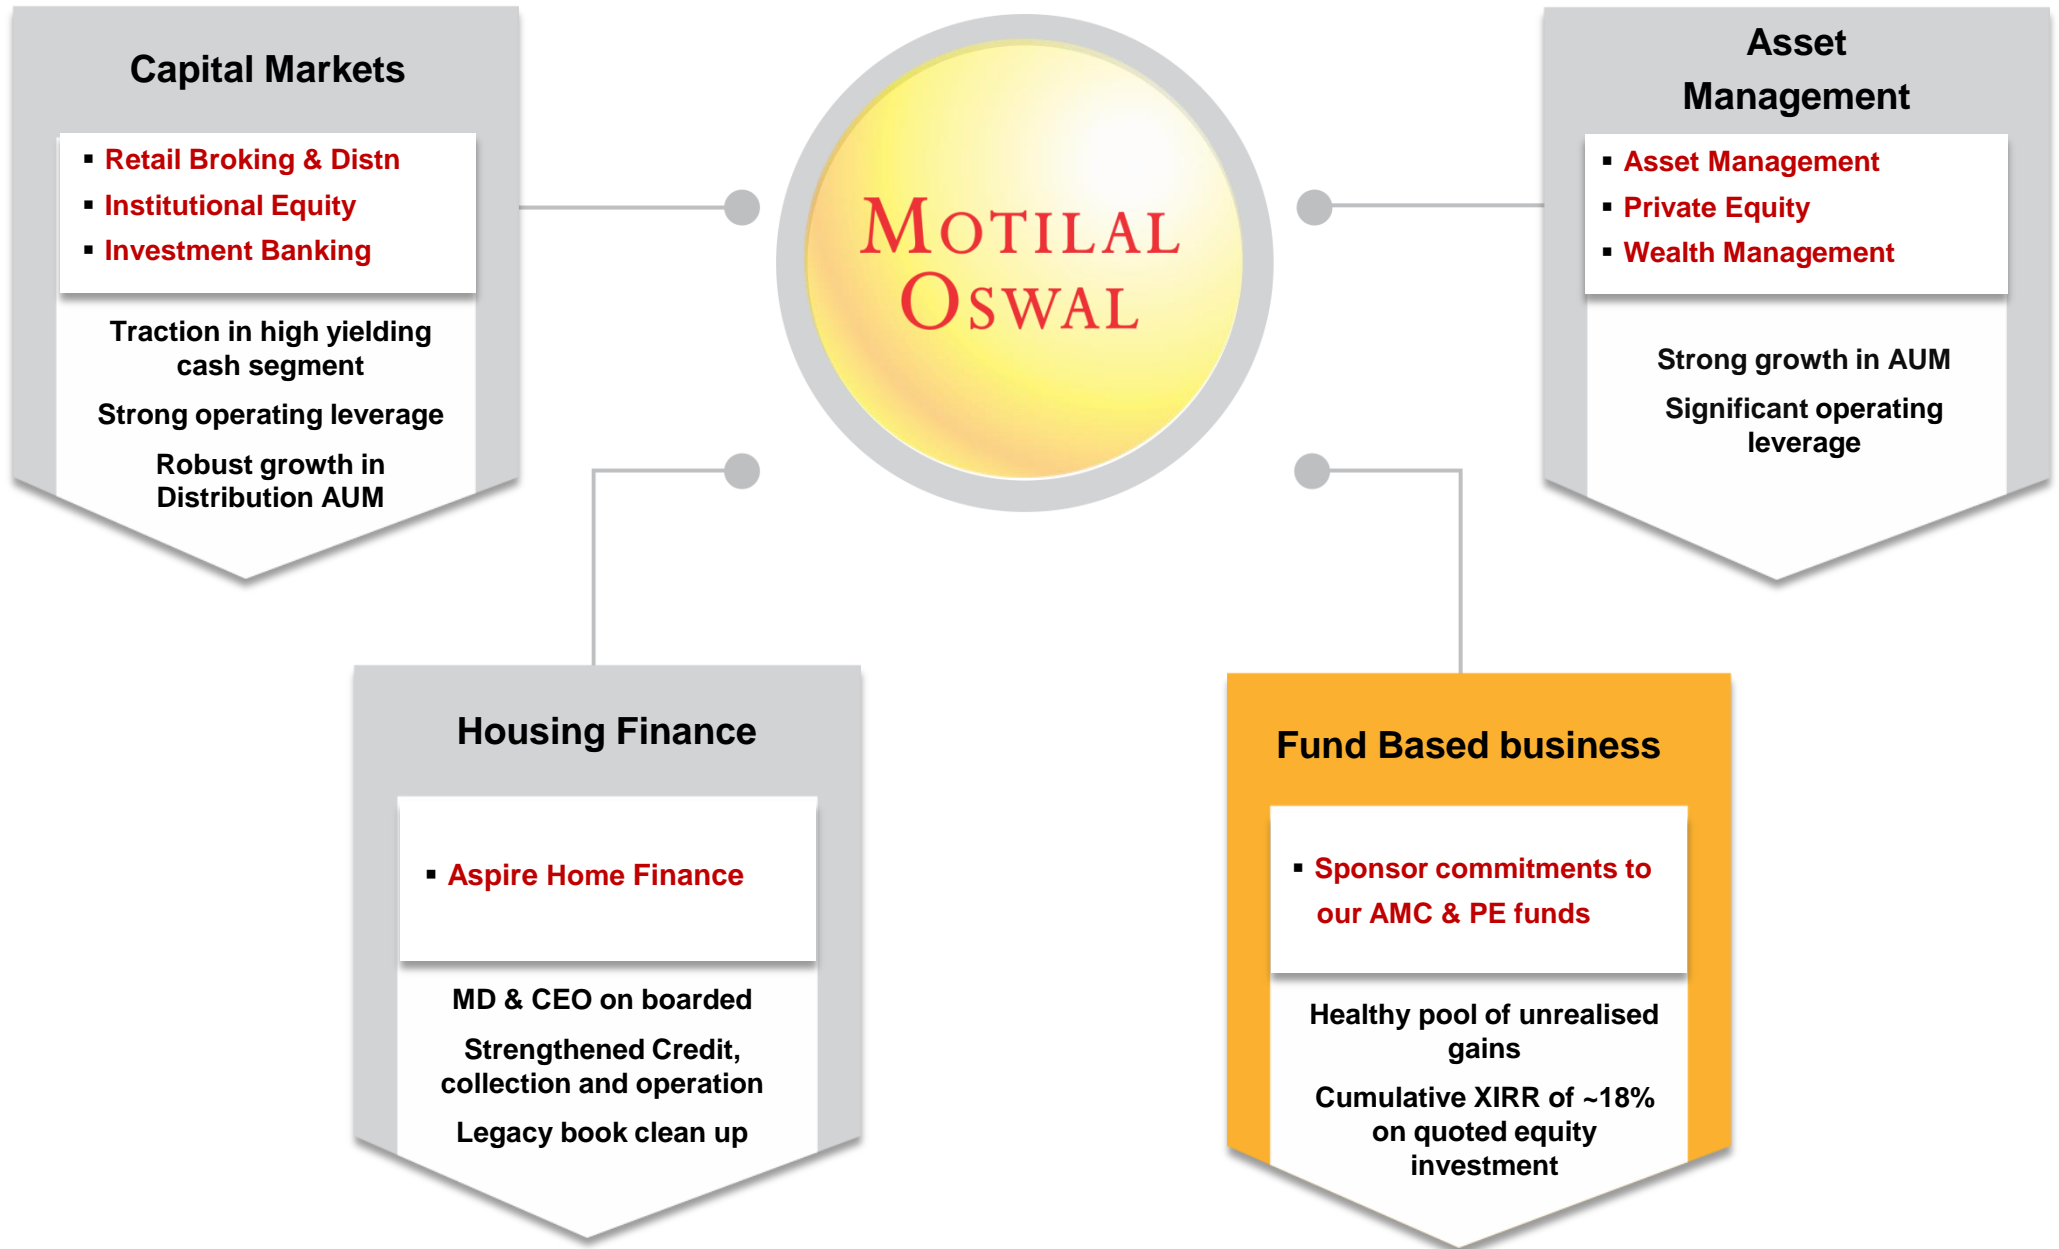 Capital Markets
▪ Retail Broking & Distn
▪ Institutional Equity
▪ Investment Banking
Traction in high yielding
cash segment
Strong operating leverage
Robust growth in
Distribution AUM
MOTILAL
OSWAL
Asset
Management
▪ Asset Management
▪ Private Equity
▪ Wealth Management
Strong growth in AUM
Significant operating
leverage
Housing Finance
▪ Aspire Home Finance
MD & CEO on boarded
Strengthened Credit,
collection and operation
Legacy book clean up
Fund Based business
▪ Sponsor commitments to
our AMC & PE funds
Healthy pool of unrealised
gains
Cumulative XIRR of ~18%
on quoted equity
investment